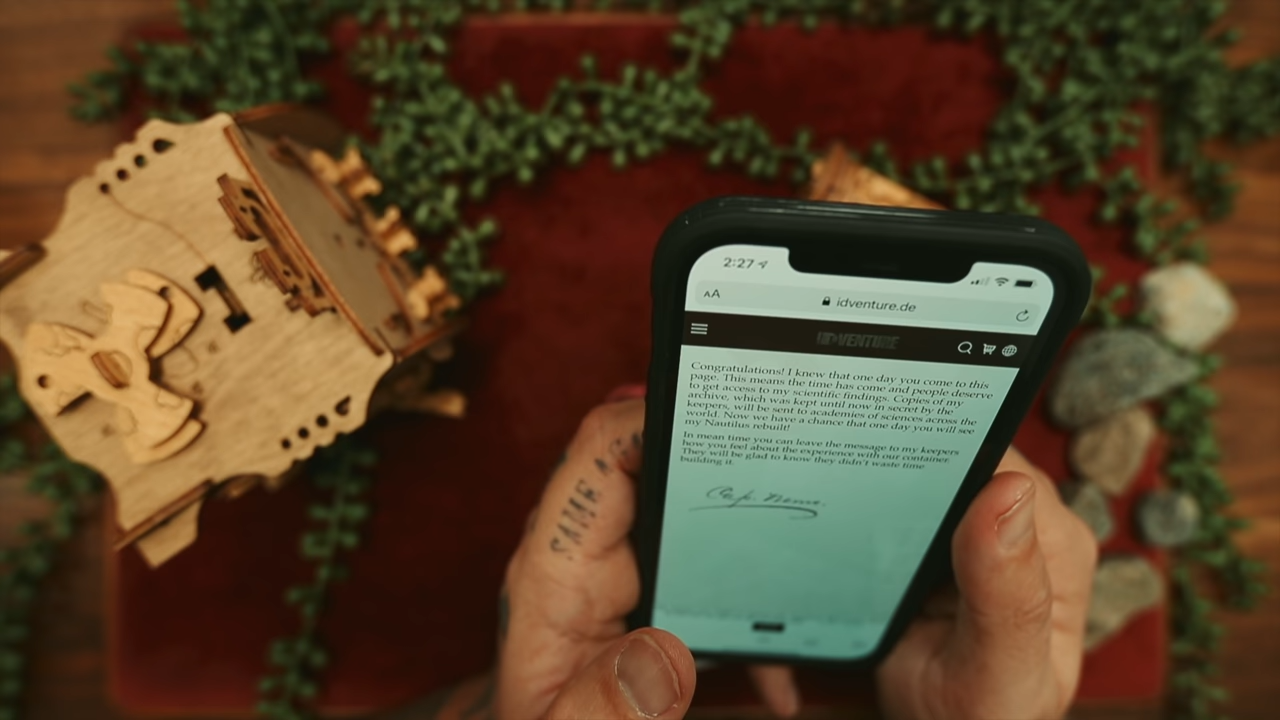 2:27
AA
idventure.de
iD•VENTURE
Congratulations! I knew that one day you come to this
page. This means the time has come and people deserve
to get access to my scientific findings. Copies of my
archive, which was kept until now in secret by the
keepers, will be sent to academies of sciences across the
world. Now we have a chance that one day you will see
my Nautilus rebuilt!
In mean time you can leave the message to my keepers
how you feel about the experience with our container.
They will be glad to know they didn't waste time
building it.
Cap. Nemo.
SAME